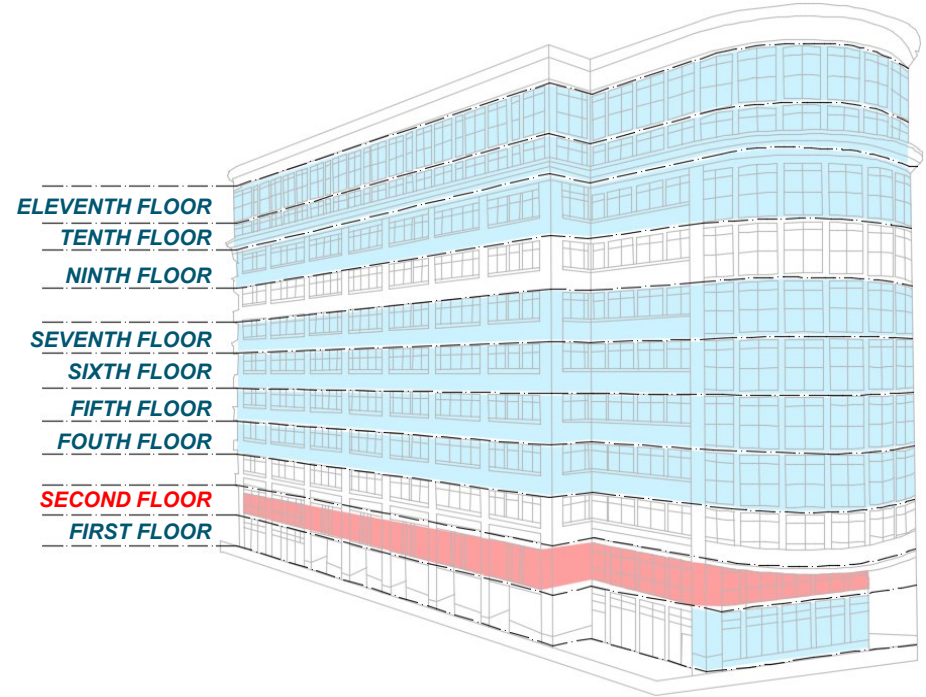 ELEVENTH FLOOR
TENTH FLOOR
NINTH FLOOR
SEVENTH FLOOR
SIXTH FLOOR
FIFTH FLOOR
FOUTH FLOOR
SECOND FLOOR
FIRST FLOOR